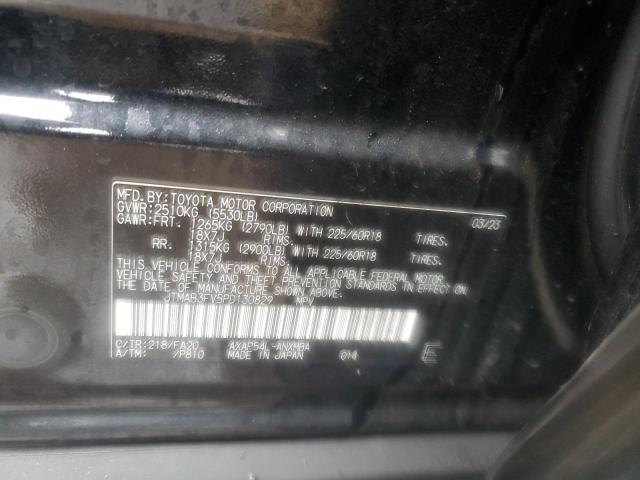 MFD. BY: TOYOTA MOTOR CORPORATION 03/23
GVWR: 2510KG (5530LB)
GAWR: FRT. 1265KG (2790LB) WITH 225/60R18 TIRES.
18X7J RIMS.
RR. 1315KG (2900LB) WITH 225/60R18 TIRES.
18X7J RIMS.
THIS VEHICLE CONFORMS TO ALL APPLICABLE FEDERAL MOTOR
VEHICLE SAFETY AND THEFT PREVENTION STANDARDS IN EFFECT ON
THE DATE OF MANUFACTURE SHOWN ABOVE.
JTMAB3FV5PD130829 MPV
C/TR: 218/FA20 AXAP54L-ANXMBA
A/TM: /P810 MADE IN JAPAN 014